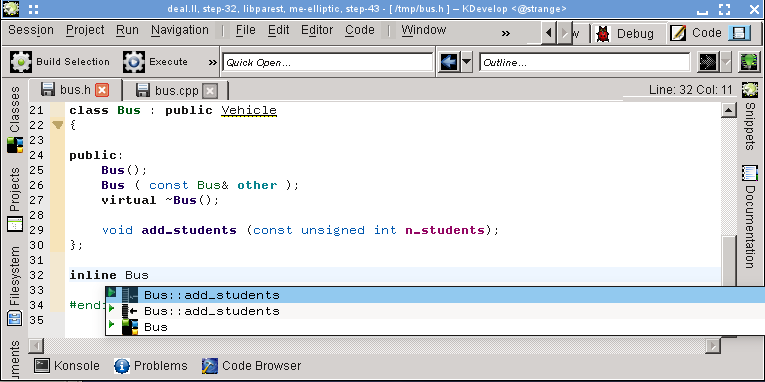 deal.II, step-32, libparest, me-elliptic, step-43 - [ /tmp/bus.h ] – KDevelop <@strange>
Session Project Run Navigation » File Edit Editor Code » Window » w Debug Code
Build Selection Execute » Quick Open... Outline...
bus.h bus.cpp Line: 32 Col: 11
Classes
Projects
Filesystem
uments
21 class Bus : public Vehicle
22 {
23
24 public:
25 Bus();
26 Bus ( const Bus& other );
27 virtual ~Bus();
28
29 void add_students (const unsigned int n_students);
30 };
31
32 inline Bus
33
34 #end
35
Bus::add_students
Bus::add_students
Bus
Snippets
Documentation
Konsole Problems Code Browser